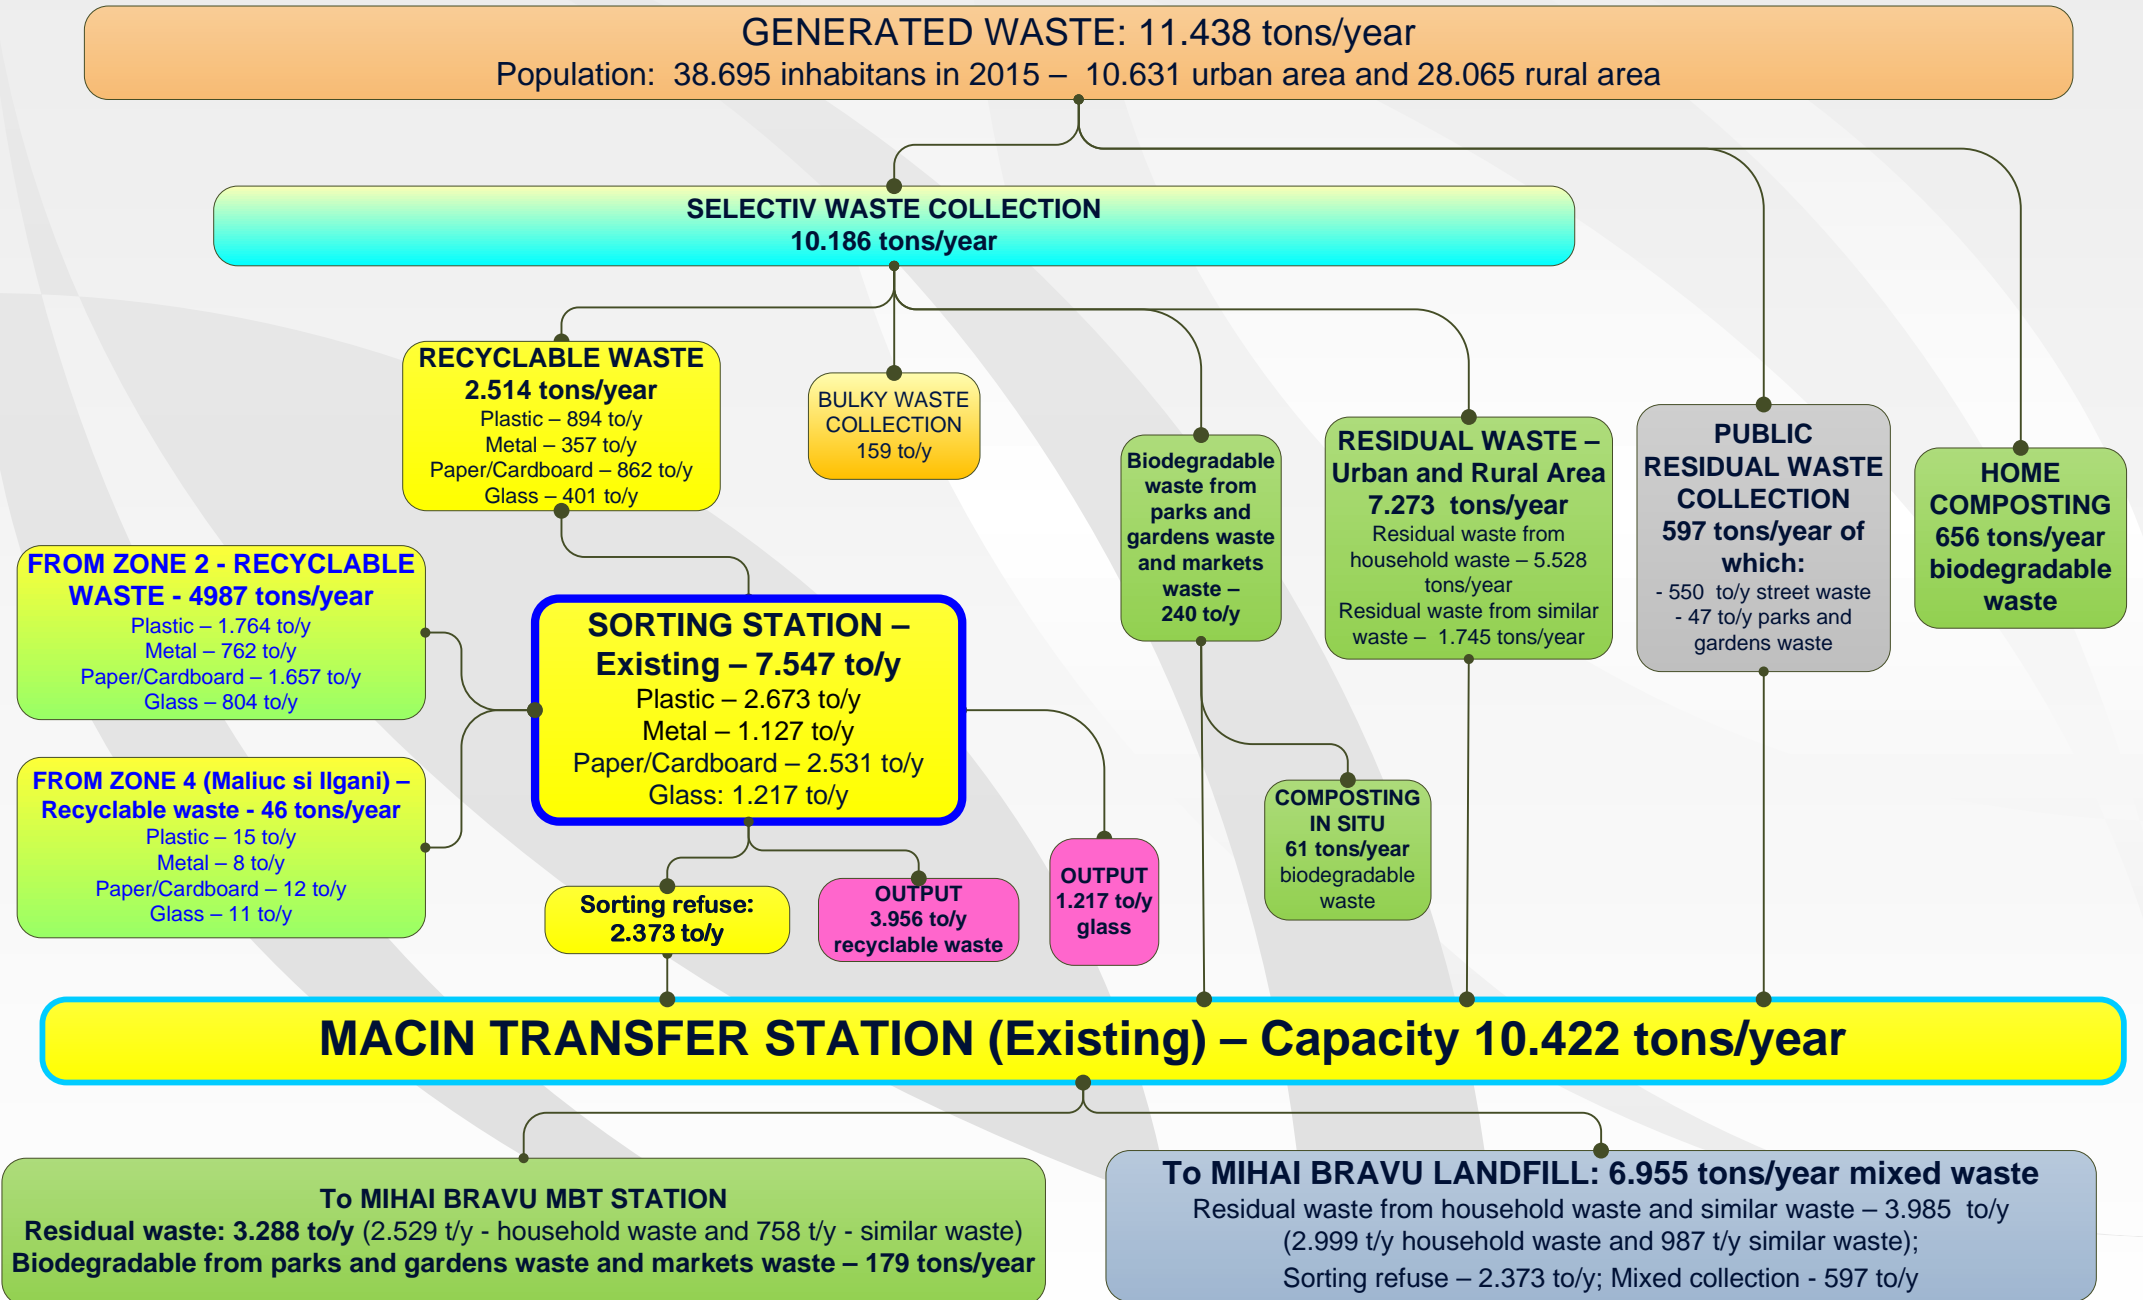 GENERATED WASTE: 11.438 tons/year
Population:  38.695 inhabitans in 2015 –  10.631 urban area and 28.065 rural area
SELECTIV WASTE COLLECTION
10.186 tons/year
RECYCLABLE WASTE
2.514 tons/year
Plastic – 894 to/y
Metal – 357 to/y
Paper/Cardboard – 862 to/y
Glass – 401 to/y
BULKY WASTE
COLLECTION
159 to/y
Biodegradable
waste from
parks and
gardens waste
and markets
waste –
240 to/y
RESIDUAL WASTE –
Urban and Rural Area
7.273  tons/year
Residual waste from
household waste – 5.528
tons/year
Residual waste from similar
waste –  1.745 tons/year
PUBLIC
RESIDUAL WASTE
COLLECTION
597 tons/year of
which:
- 550  to/y street waste
- 47 to/y parks and
gardens waste
HOME
COMPOSTING
656 tons/year
biodegradable
waste
FROM ZONE 2 - RECYCLABLE
WASTE - 4987 tons/year
Plastic – 1.764 to/y
Metal – 762 to/y
Paper/Cardboard – 1.657 to/y
Glass – 804 to/y
SORTING STATION –
Existing – 7.547 to/y
Plastic – 2.673 to/y
Metal – 1.127 to/y
Paper/Cardboard – 2.531 to/y
Glass: 1.217 to/y
FROM ZONE 4 (Maliuc si Ilgani) –
Recyclable waste - 46 tons/year
Plastic – 15 to/y
Metal – 8 to/y
Paper/Cardboard – 12 to/y
Glass – 11 to/y
COMPOSTING
IN SITU
61 tons/year
biodegradable
waste
Sorting refuse:
2.373 to/y
OUTPUT
3.956 to/y
recyclable waste
OUTPUT
1.217 to/y
glass
MACIN TRANSFER STATION (Existing) – Capacity 10.422 tons/year
To MIHAI BRAVU MBT STATION
Residual waste: 3.288 to/y (2.529 t/y - household waste and 758 t/y - similar waste)
Biodegradable from parks and gardens waste and markets waste – 179 tons/year
To MIHAI BRAVU LANDFILL: 6.955 tons/year mixed waste
Residual waste from household waste and similar waste – 3.985  to/y
(2.999 t/y household waste and 987 t/y similar waste);
Sorting refuse – 2.373 to/y; Mixed collection - 597 to/y